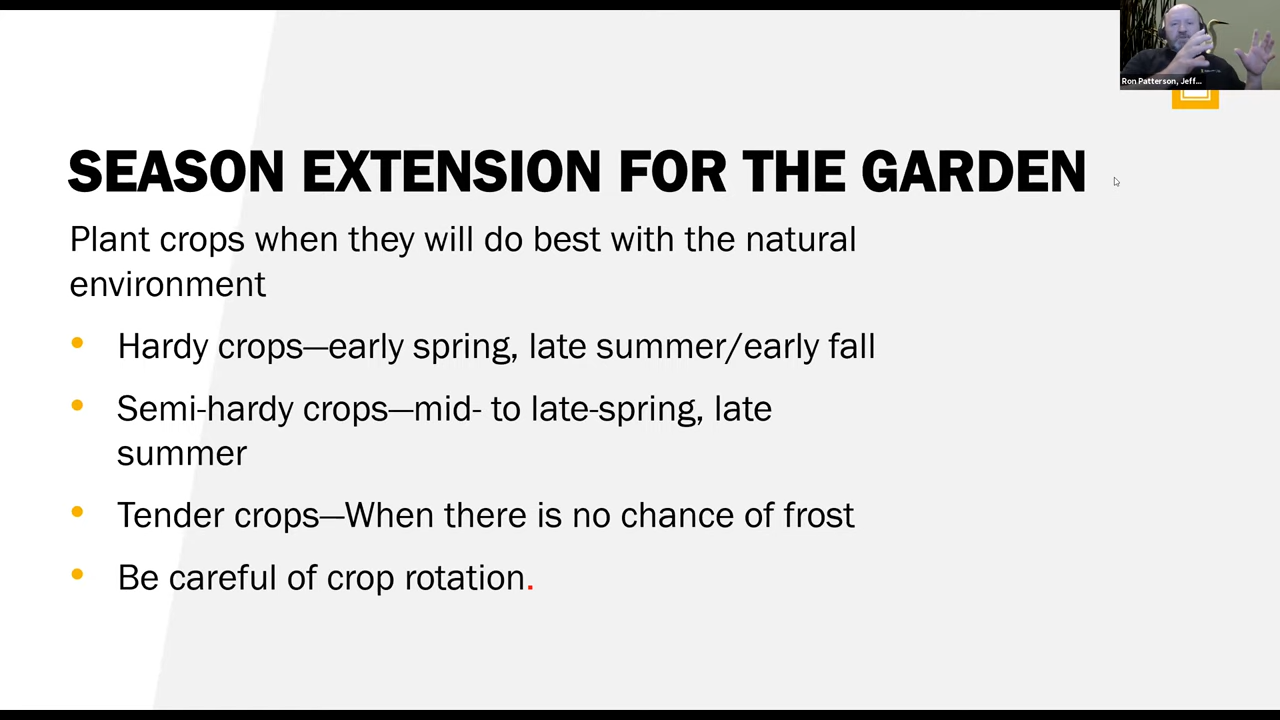 Ron Patterson, Jeff...
SEASON EXTENSION FOR THE GARDEN
Plant crops when they will do best with the natural
environment
• Hardy crops—early spring, late summer/early fall
• Semi-hardy crops—mid- to late-spring, late
summer
• Tender crops—When there is no chance of frost
• Be careful of crop rotation.